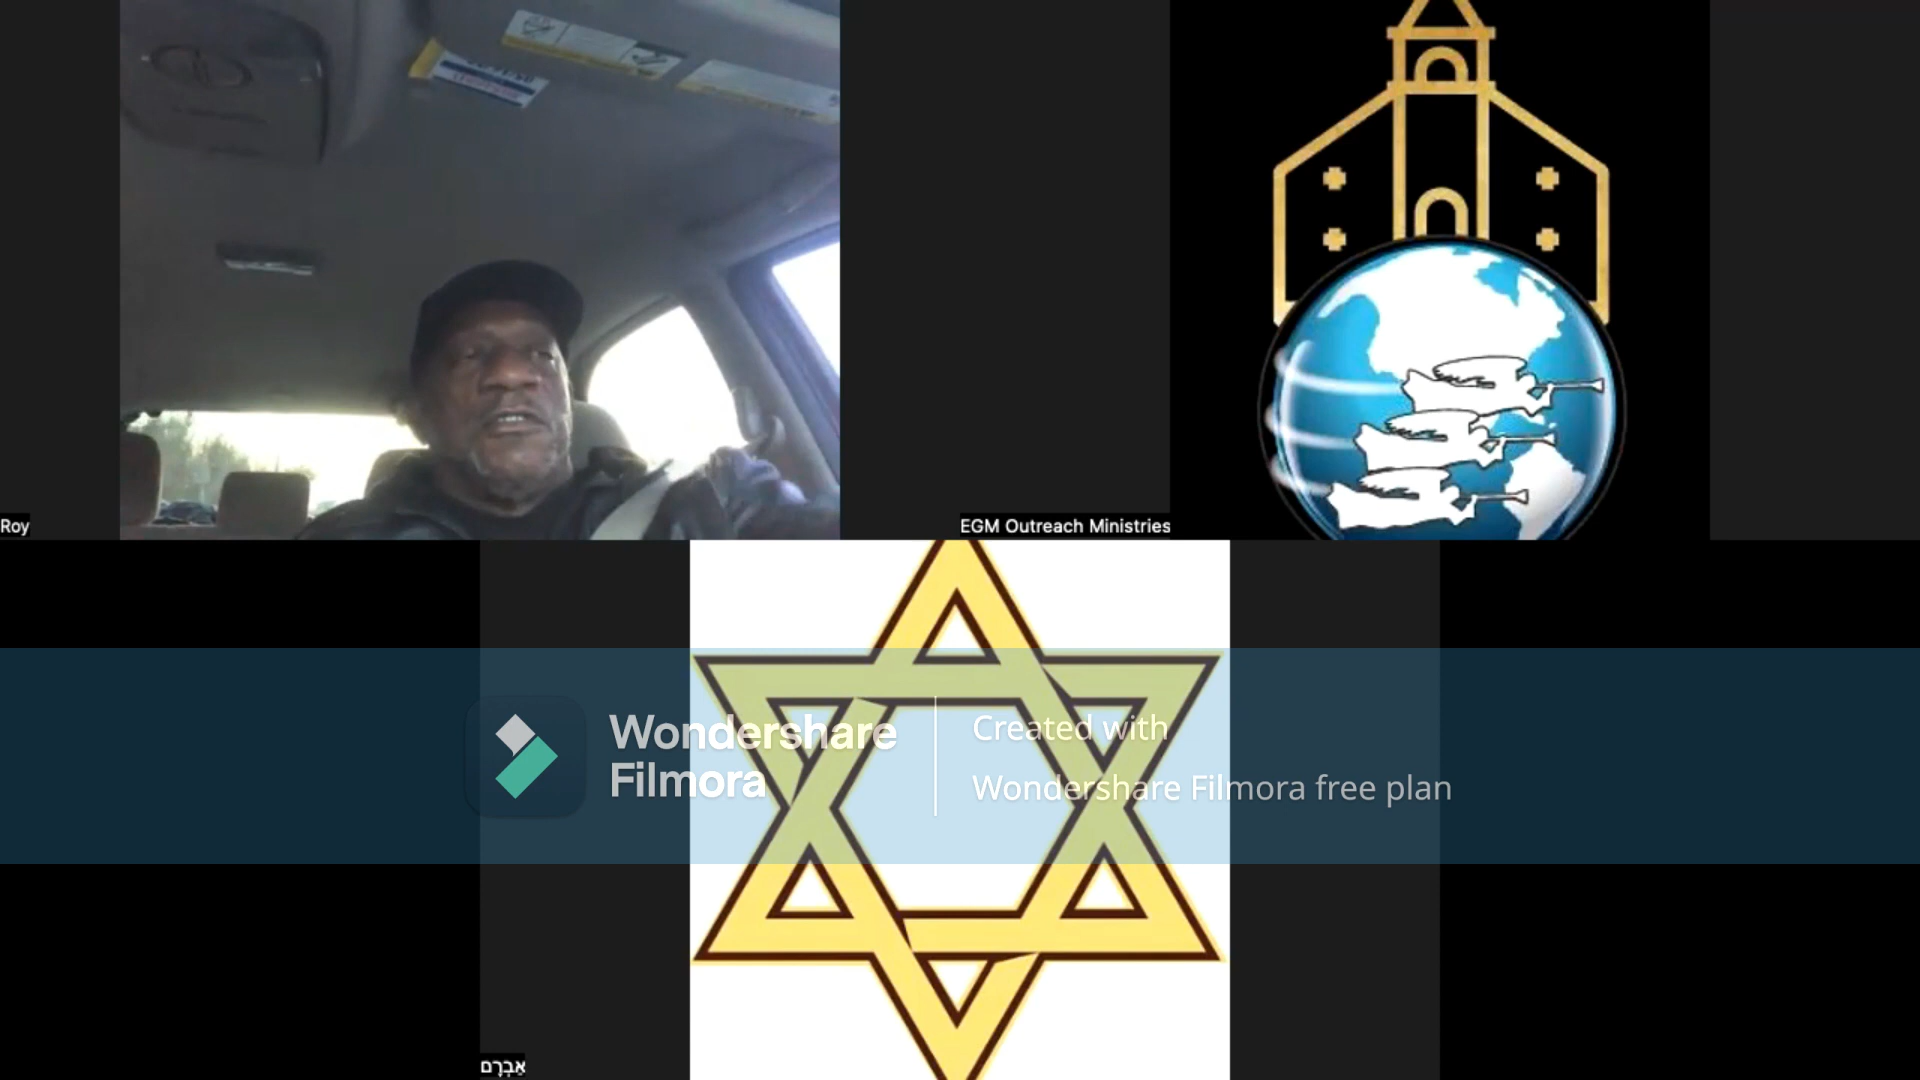 Roy
EGM Outreach Ministries
Wondershare
Filmora
Created with
Wondershare Filmora free plan
אַבְרָם